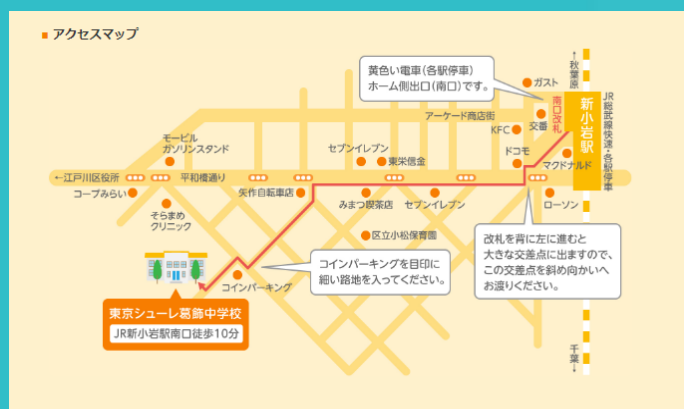 アクセスマップ
黄色い電車(各駅停車)
ホーム側出口(南口)です。
↑秋葉原
ガスト
南口改札
新小岩駅
JR総武線快速・各駅停車
アーケード商店街
交番
KFC
モービル
ガソリンスタンド
セブンイレブン
東栄信金
ドコモ
マクドナルド
←江戸川区役所
平和橋通り
コープみらい
矢作自転車店
みまつ喫茶店
セブンイレブン
ローソン
そらまめ
クリニック
区立小松保育園
改札を背に左に進むと
大きな交差点に出ますので、
この交差点を斜め向かいへ
お渡りください。
コインパーキングを目印に
細い路地を入ってください。
コインパーキング
東京シューレ葛飾中学校
JR新小岩駅南口徒歩10分
千葉↓